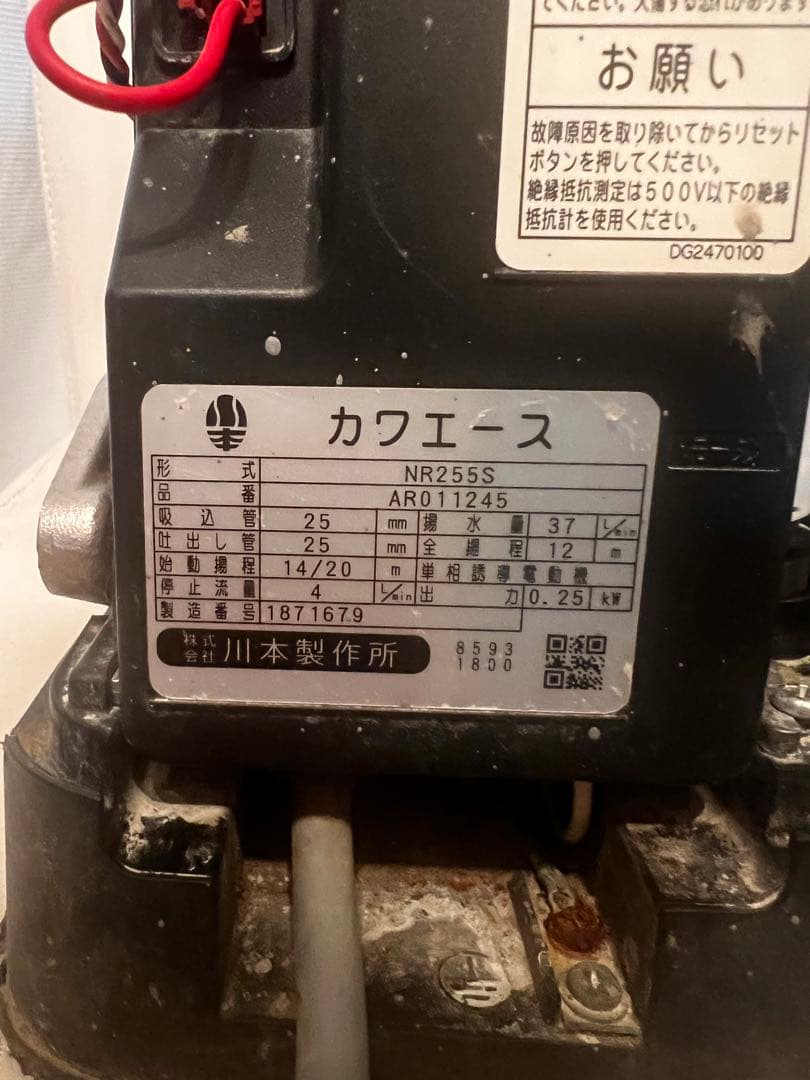 お願い
故障原因を取り除いてからリセット
ボタンを押してください。
絶縁抵抗測定は500V以下の絶縁
抵抗計を使用ください。
DG2470100
カワエース
形式 NR255S
品番 AR011245
吸込管 25 mm 揚水量 37 L/min
吐出し管 25 mm 全揚程 12 m
始動揚程 14/20 m 単相誘導電動機
停止流量 4 L/min 出力 0.25 kW
製造番号 1871679
株式会社 川本製作所
8593
1800